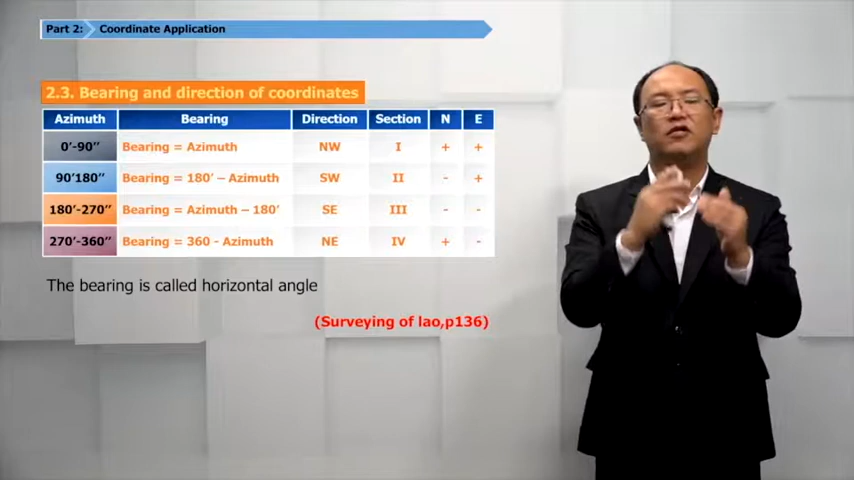 Part 2: Coordinate Application
2.3. Bearing and direction of coordinates
Azimuth Bearing Direction Section N E
0'-90'' Bearing = Azimuth NW I + +
90'180'' Bearing = 180' – Azimuth SW II - +
180'-270'' Bearing = Azimuth – 180' SE III - -
270'-360'' Bearing = 360 - Azimuth NE IV + -
The bearing is called horizontal angle
(Surveying of lao,p136)